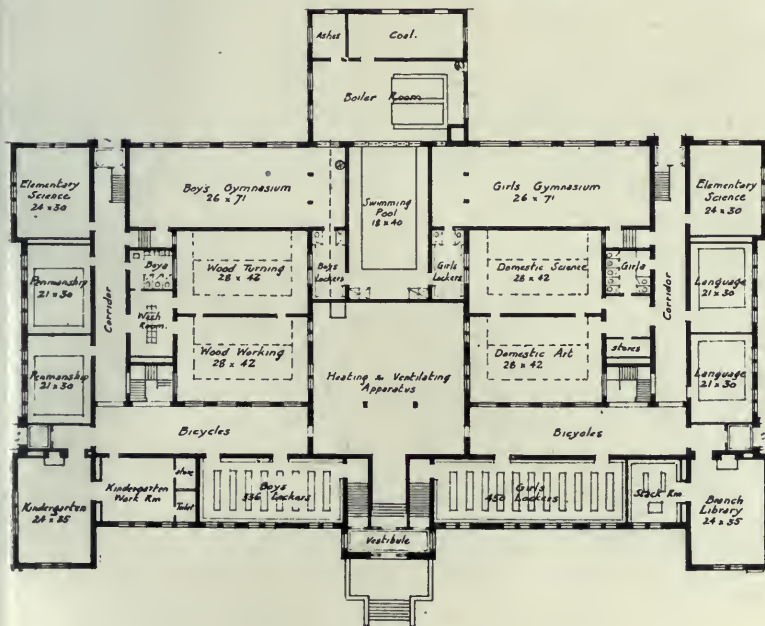 Ashes
Coal.
Boiler Room
Elementary
Science
24 x 30
Boy's Gymnasium
26 x 71
Swimming
Pool
18 x 40
Girls Gymnasium
26 x 71
Elementary
Science
24 x 30
Penmanship
21 x 30
Corridor
Boys
Wood Turning
28 x 42
Boys
Lockers
Girls
Lockers
Domestic Science
28 x 42
Girls
Corridor
Language
21 x 30
Wash
Room.
Penmanship
21 x 30
Wood Working
28 x 42
Heating & Ventilating
Apparatus
Domestic Art
28 x 42
Stores
Language
21 x 30
Bicycles
Bicycles
Kindergarten
24 x 35
Kindergarten
Work Rm
Store
Toilet
Boys
336 Lockers
Girls
450 Lockers
Stack Rm
Branch
Library
24 x 35
Vestibule